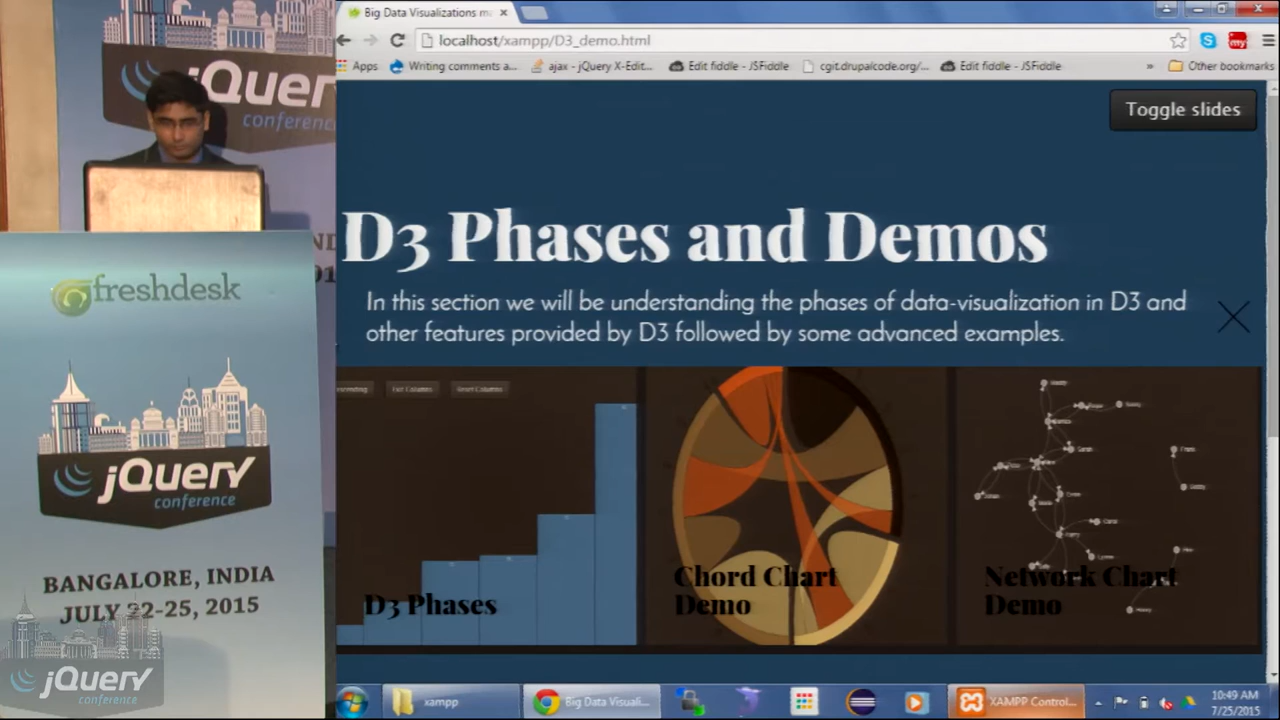 jQuer
conferenc
freshdesk
jQuery
conference
BANGALORE, INDIA
JULY 22-25, 2015
jQuery
conference
Big Data Visualizations m
localhost/xampp/D3_demo.html
Apps
Writing comments a...
ajax - jQuery X-Edit...
Edit fiddle - JSFiddle
cgit.drupalcode.org/...
Edit fiddle - JSFiddle
»
Other bookmarks
Toggle slides
D3 Phases and Demos
In this section we will be understanding the phases of data-visualization in D3 and
other features provided by D3 followed by some advanced examples.
Reset Columns
D3 Phases
Chord Chart
Demo
Network Chart
Demo
xampp
Big Data Visuali...
XAMPP Control...
10:49 AM
7/25/2015